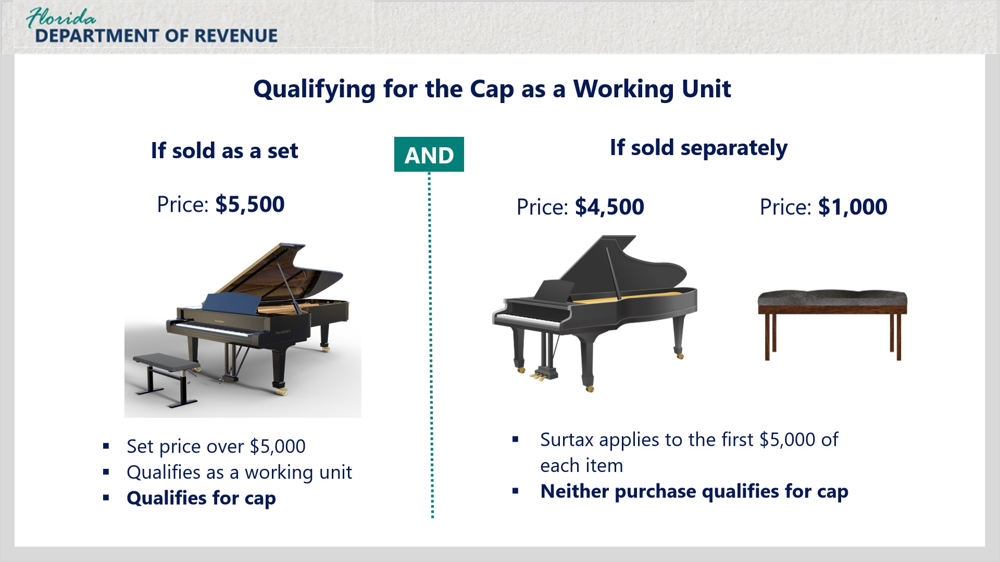 Florida
DEPARTMENT OF REVENUE
Qualifying for the Cap as a Working Unit
If sold as a set
AND
If sold separately
Price: $5,500
Price: $4,500
Price: $1,000
▪ Set price over $5,000
▪ Qualifies as a working unit
▪ Qualifies for cap
▪ Surtax applies to the first $5,000 of
each item
▪ Neither purchase qualifies for cap